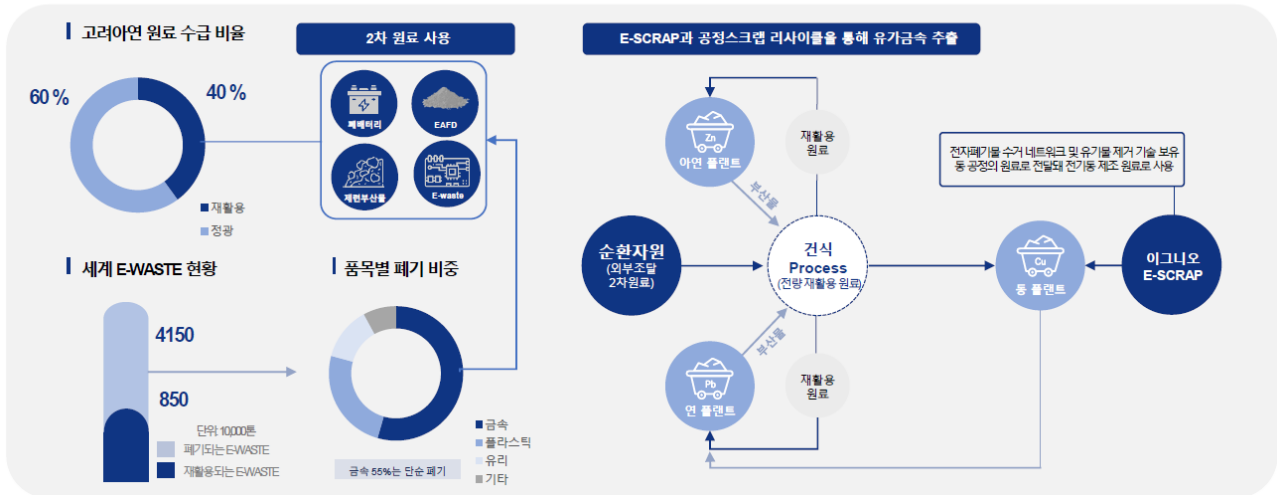 고려아연 원료 수급 비율
60 %
40 %
재활용
정광
2차 원료 사용
폐배터리
EAFD
제련부산물
E-waste
세계 E-WASTE 현황
4150
850
단위: 10,000톤
폐기되는 E-WASTE
재활용되는 E-WASTE
품목별 폐기 비중
금속
플라스틱
유리
기타
금속 55%는 단순 폐기
E-SCRAP과 공정스크랩 리사이클을 통해 유가금속 추출
Zn
아연 플랜트
재활용
원료
부산물
순환자원
(외부조달
2차원료)
건식
Process
(전량 재활용 원료)
부산물
Pb
연 플랜트
재활용
원료
Cu
동 플랜트
전자폐기물 수거 네트워크 및 유기물 제거 기술 보유
동 공정의 원료로 전달돼 전기동 제조 원료로 사용
이그니오
E-SCRAP